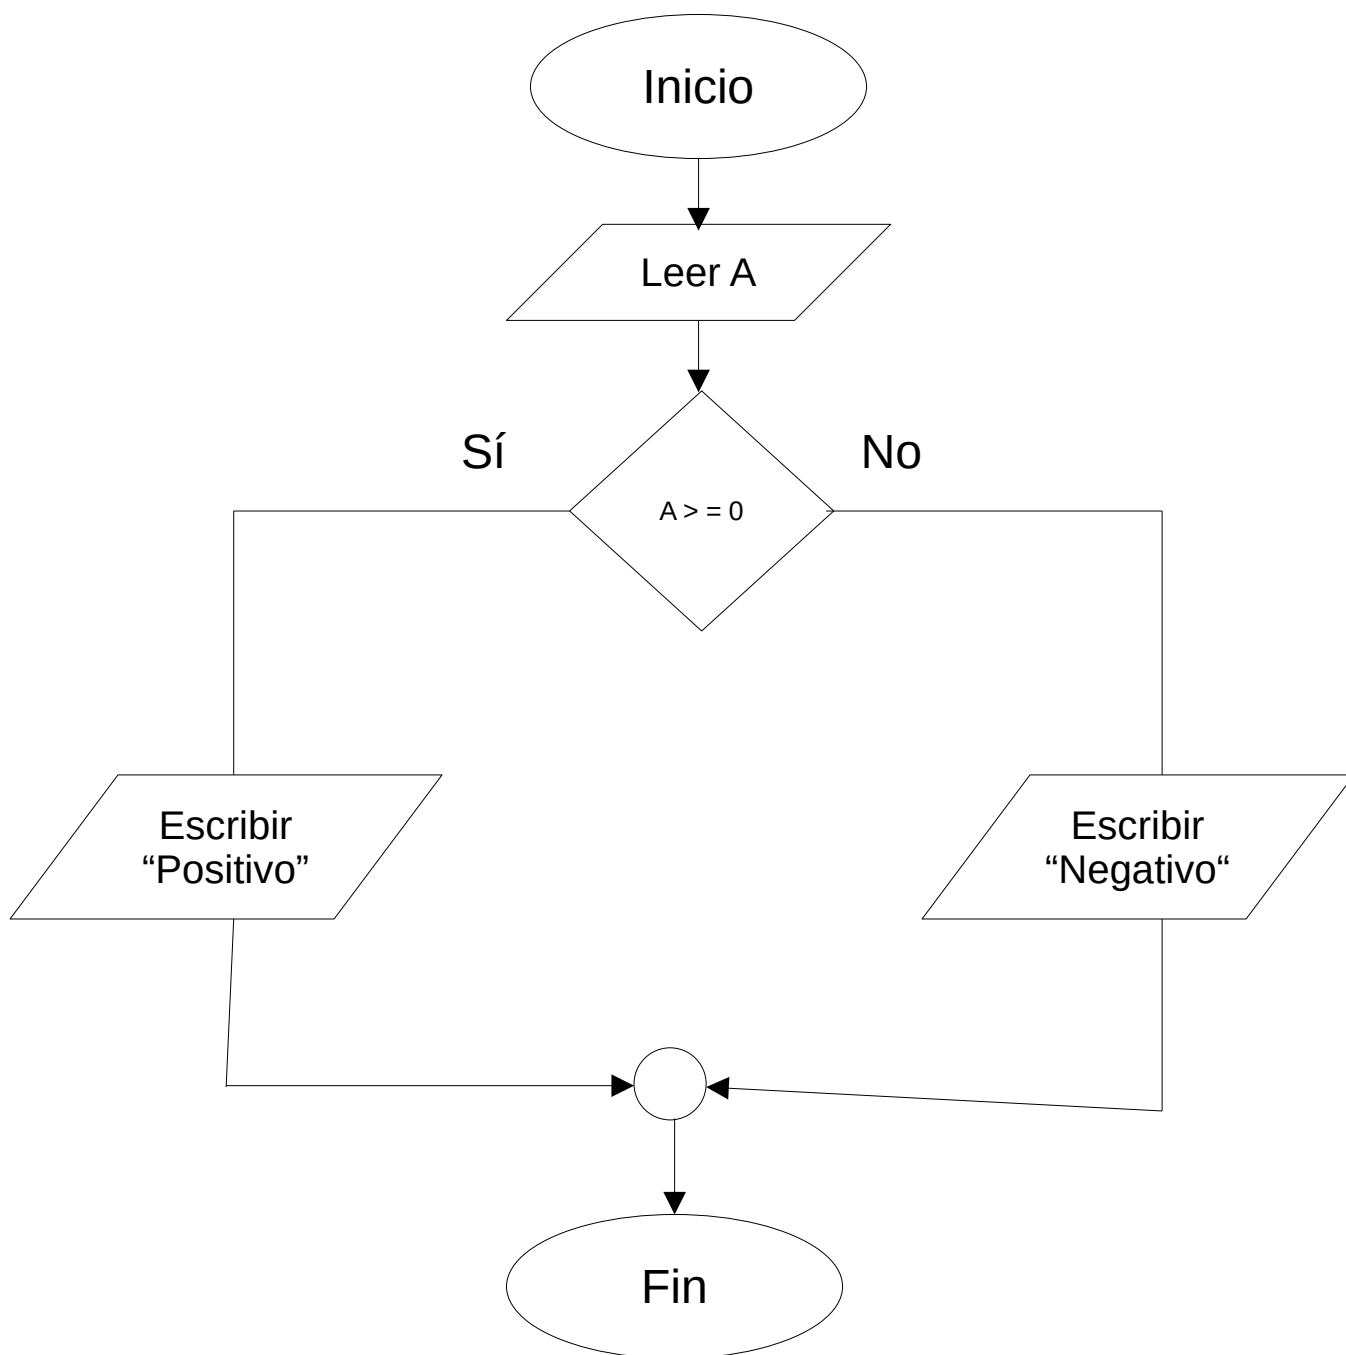 Inicio
Leer A
Sí
No
A > = 0
Escribir
“Positivo”
Escribir
“Negativo“
Fin